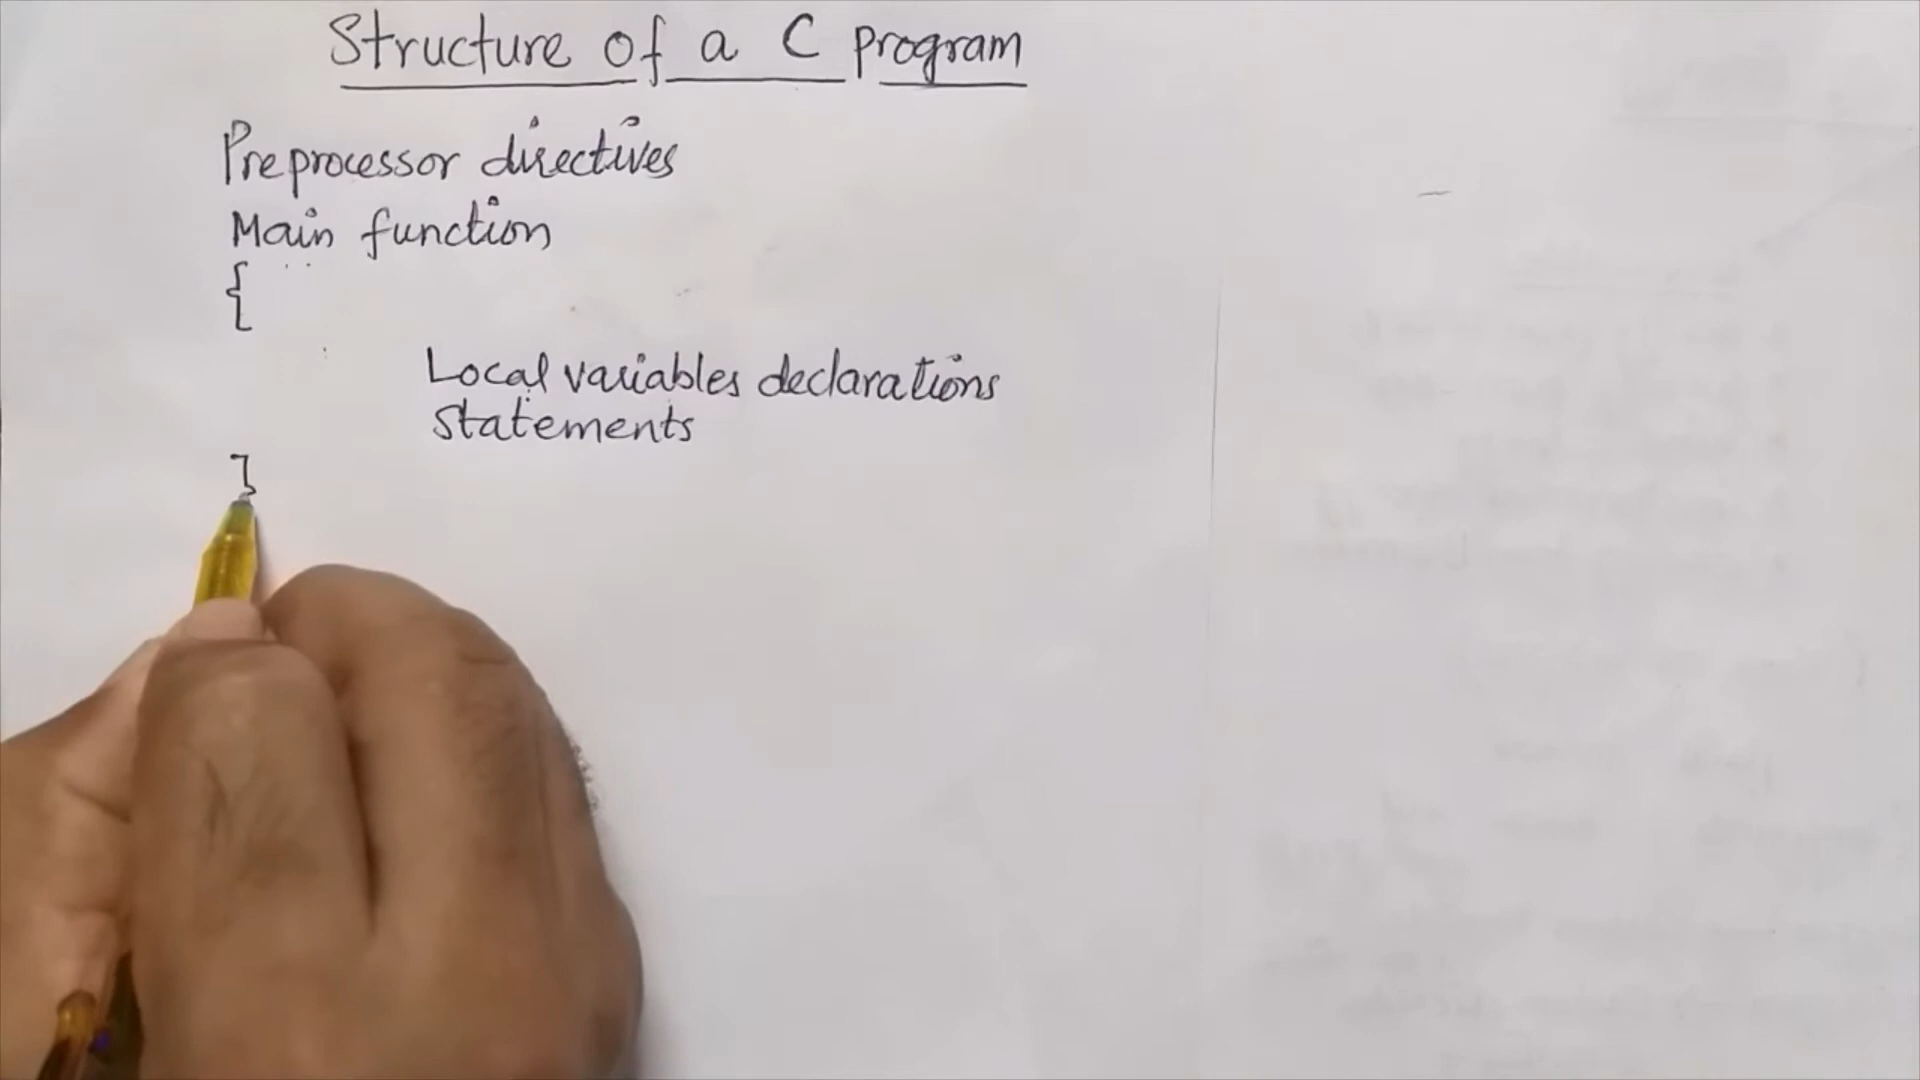 Structure of a C program
Preprocessor directives
Main function
{
Local variables declarations
statements
}